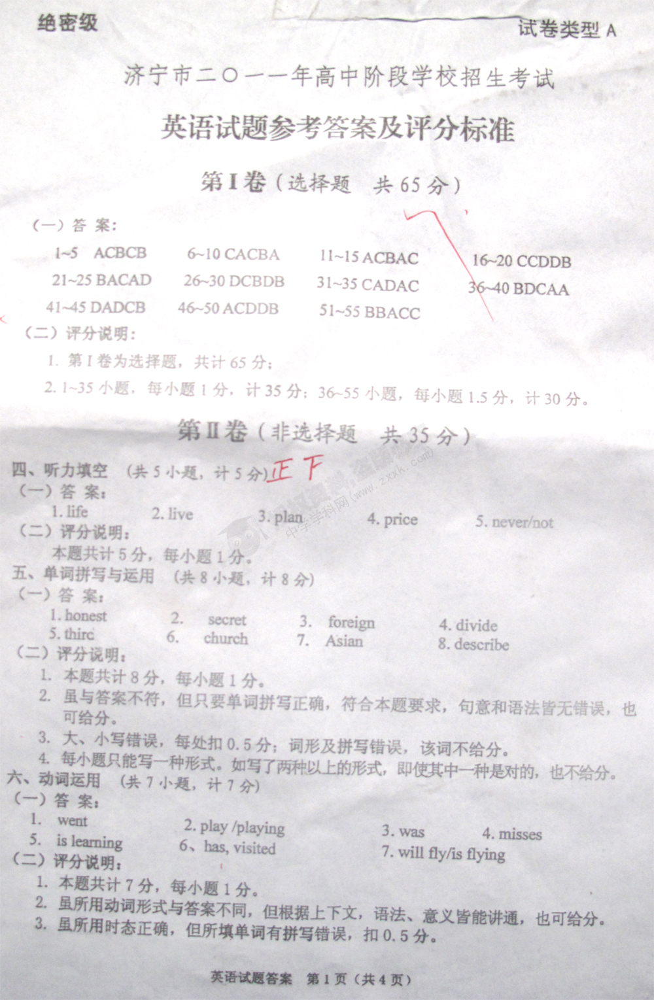 绝密级
试卷类型 A
济宁市二〇一一年高中阶段学校招生考试
英语试题参考答案及评分标准
第Ⅰ卷（选择题 共 65 分）
（一）答 案：
1~5 ACBCB 6~10 CACBA 11~15 ACBAC 16~20 CCDDB
21~25 BACAD 26~30 DCBDB 31~35 CADAC 36~40 BDCAA
41~45 DADCB 46~50 ACDDB 51~55 BBACC
（二）评分说明：
1. 第Ⅰ卷为选择题，共计 65 分；
2. 1~35 小题，每小题 1 分，计 35 分；36~55 小题，每小题 1.5 分，计 30 分。
第Ⅱ卷（非选择题 共 35 分）
四、听力填空 （共 5 小题，计 5 分）正下
（一）答 案：
1. life 2. live 3. plan 4. price 5. never/not
（二）评分说明：
本题共计 5 分，每小题 1 分。
五、单词拼写与运用 （共 8 小题，计 8 分）
（一）答 案：
1. honest 2. secret 3. foreign 4. divide
5. third 6. church 7. Asian 8. describe
（二）评分说明：
1. 本题共计 8 分，每小题 1 分。
2. 虽与答案不符，但只要单词拼写正确，符合本题要求，句意和语法皆无错误，也
可给分。
3. 大、小写错误，每处扣 0.5 分；词形及拼写错误，该词不给分。
4. 每小题只能写一种形式。如写了两种以上的形式，即使其中一种是对的，也不给分。
六、动词运用 （共 7 小题，计 7 分）
（一）答 案：
1. went 2. play /playing 3. was 4. misses
5. is learning 6、has, visited 7. will fly/is flying
（二）评分说明：
1. 本题共计 7 分，每小题 1 分。
2. 虽所用动词形式与答案不同，但根据上下文，语法、意义皆能讲通，也可给分。
3. 虽所用时态正确，但所填单词有拼写错误，扣 0.5 分。
英语试题答案 第 1 页（共 4 页）
中学学科网(www.zxxk.com)